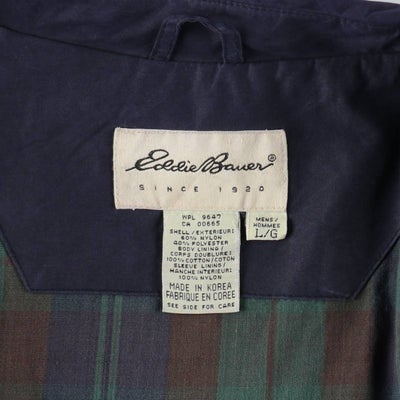 Eddie Bauer®
SINCE 1920
WPL 9647
CA 00665
SHELL/EXTERIEUR:
60% NYLON
40% POLYESTER
BODY LINING/
CORPS DOUBLURE:
100% COTTON/COTON
SLEEVE LINING/
MANCHE INTERIEUR:
100% NYLON
MADE IN KOREA
FABRIQUE EN COREE
SEE SIDE FOR CARE
MENS/
HOMMES
L/G